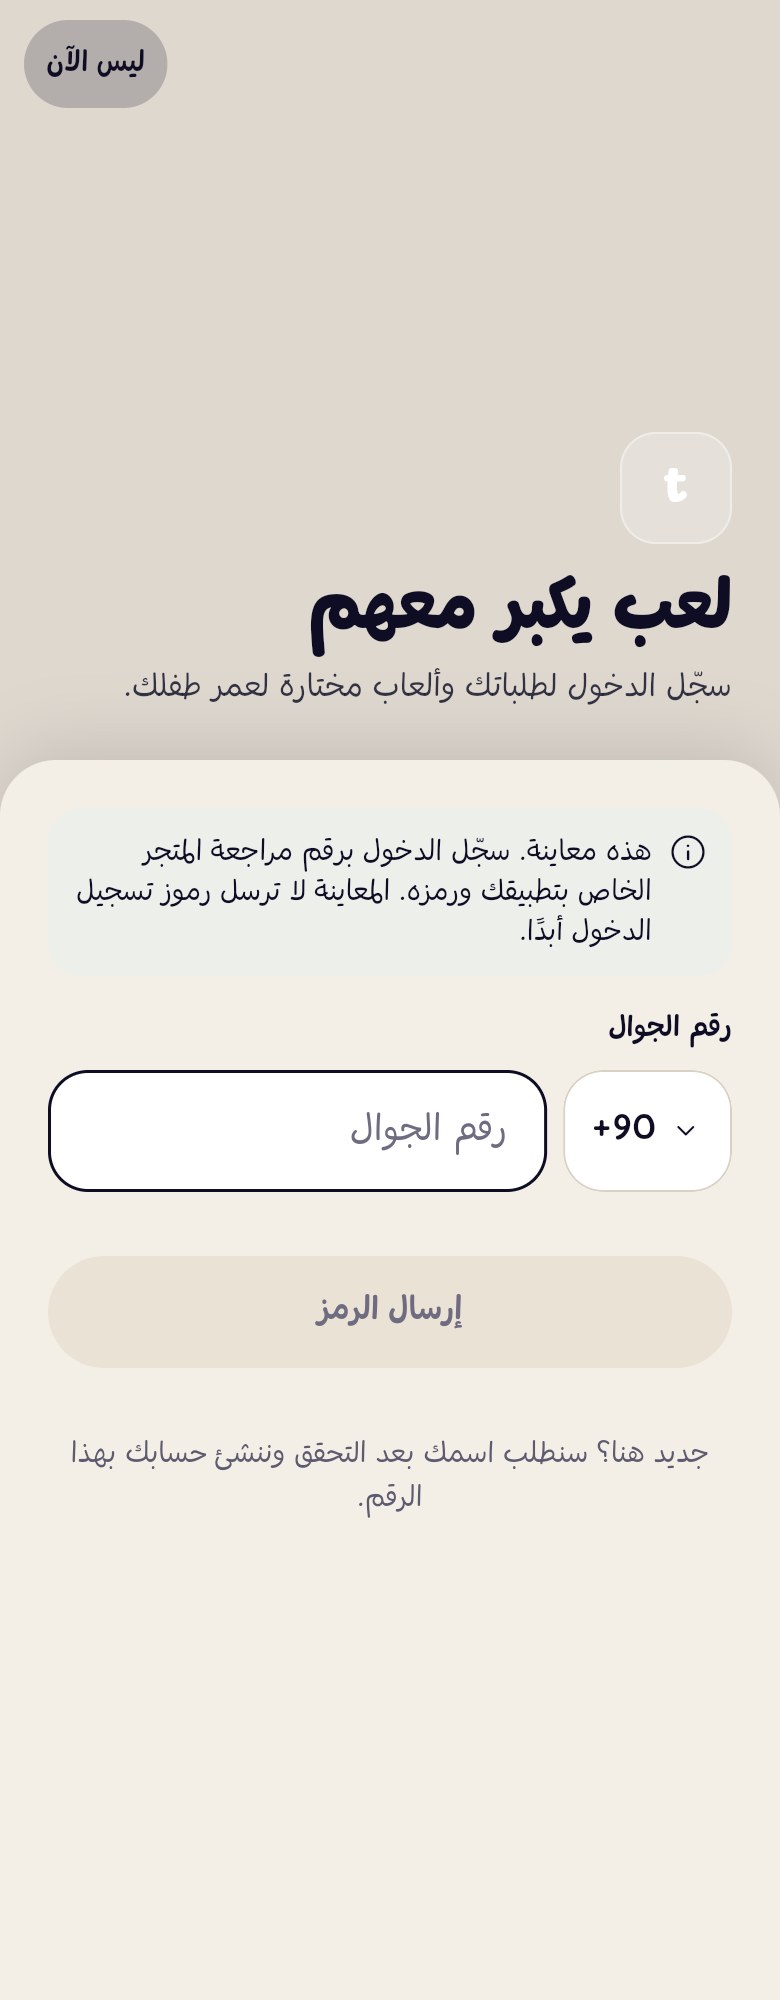 ليس الآن
t
لعب يكبر معهم
سجّل الدخول لطلباتك وألعاب مختارة لعمر طفلك.
هذه معاينة. سجّل الدخول برقم مراجعة المتجر
الخاص بتطبيقك ورمزه. المعاينة لا ترسل رموز تسجيل
الدخول أبدًا.
رقم الجوال
+90
رقم الجوال
إرسال الرمز
جديد هنا؟ سنطلب اسمك بعد التحقق وننشئ حسابك بهذا
الرقم.